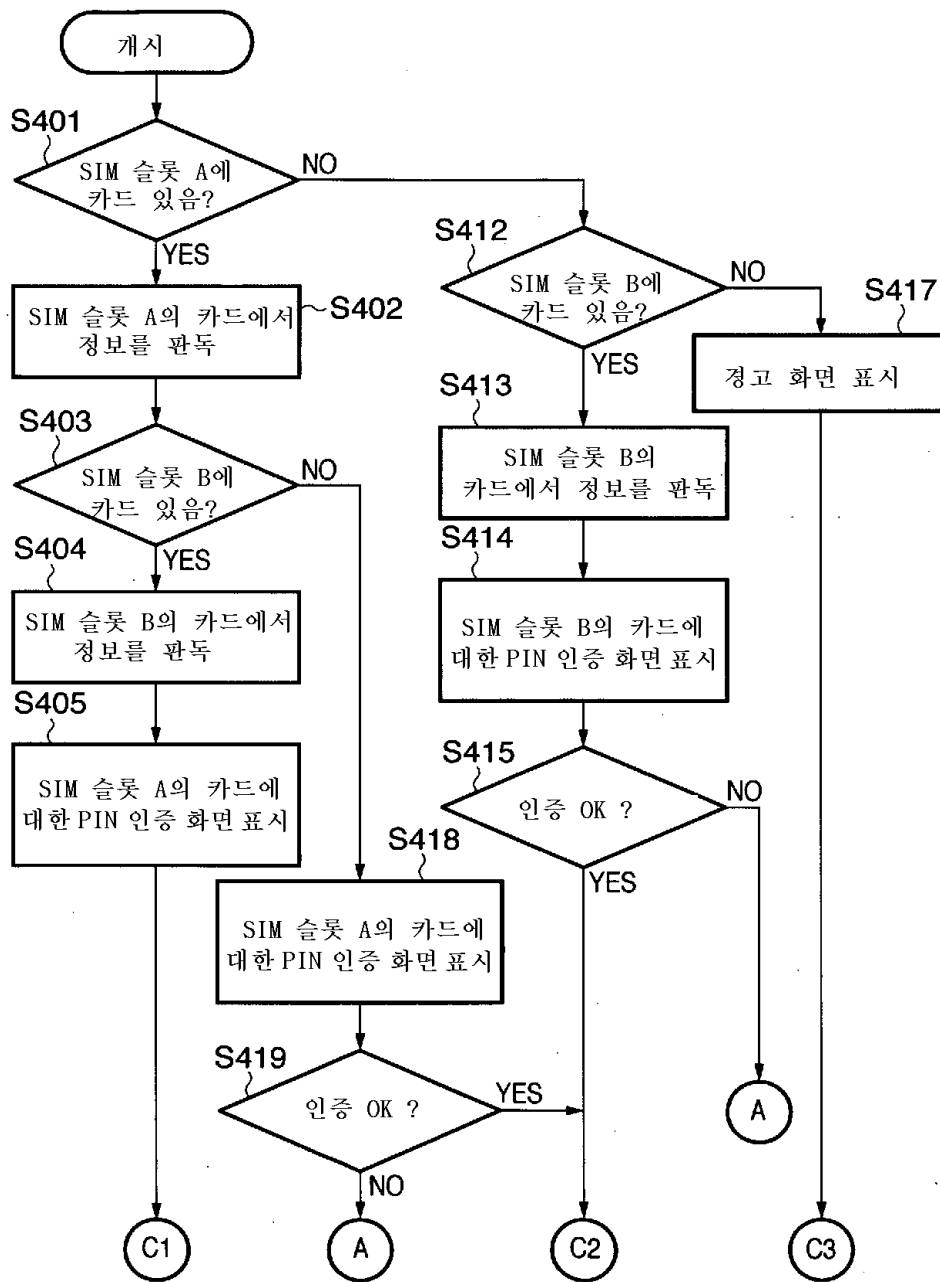 개시
S401
SIM 슬롯 A에
카드 있음?
NO
YES
S402
SIM 슬롯 A의 카드에서
정보를 판독
S403
SIM 슬롯 B에
카드 있음?
NO
YES
S404
SIM 슬롯 B의 카드에서
정보를 판독
S405
SIM 슬롯 A의 카드에
대한 PIN 인증 화면 표시
S418
SIM 슬롯 A의 카드에
대한 PIN 인증 화면 표시
S419
인증 OK ?
YES
NO
S412
SIM 슬롯 B에
카드 있음?
NO
YES
S413
SIM 슬롯 B의
카드에서 정보를 판독
S414
SIM 슬롯 B의 카드에
대한 PIN 인증 화면 표시
S415
인증 OK ?
NO
YES
S417
경고 화면 표시
A
C1
A
C2
C3